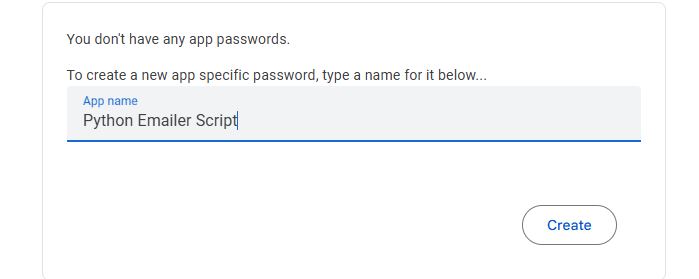 You don't have any app passwords.
To create a new app specific password, type a name for it below...
App name
Python Emailer Script
Create